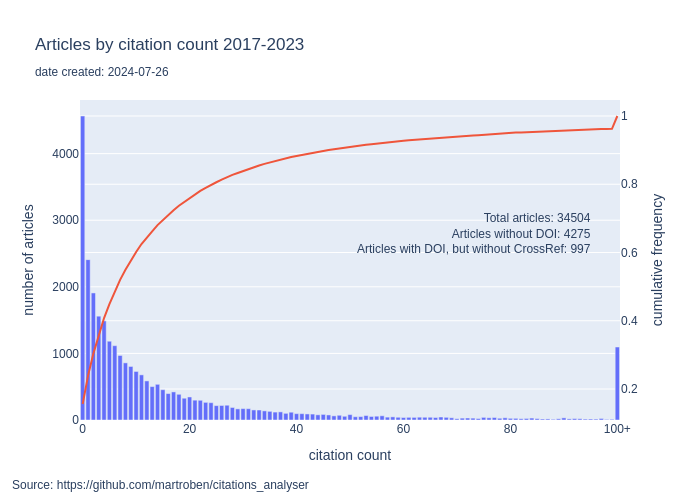 Articles by citation count 2017-2023
date created: 2024-07-26
number of articles
4000
3000
2000
1000
0
1
0.8
0.6
0.4
0.2
cumulative frequency
Total articles: 34504
Articles without DOI: 4275
Articles with DOI, but without CrossRef: 997
0 20 40 60 80 100+
citation count
Source: https://github.com/martroben/citations_analyser